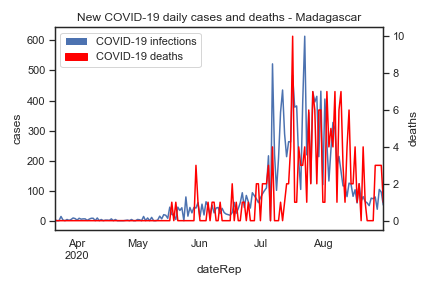 New COVID-19 daily cases and deaths - Madagascar
COVID-19 infections
COVID-19 deaths
600
500
400
300
200
100
0
cases
10
8
6
4
2
0
deaths
Apr
2020
May
Jun
Jul
Aug
dateRep